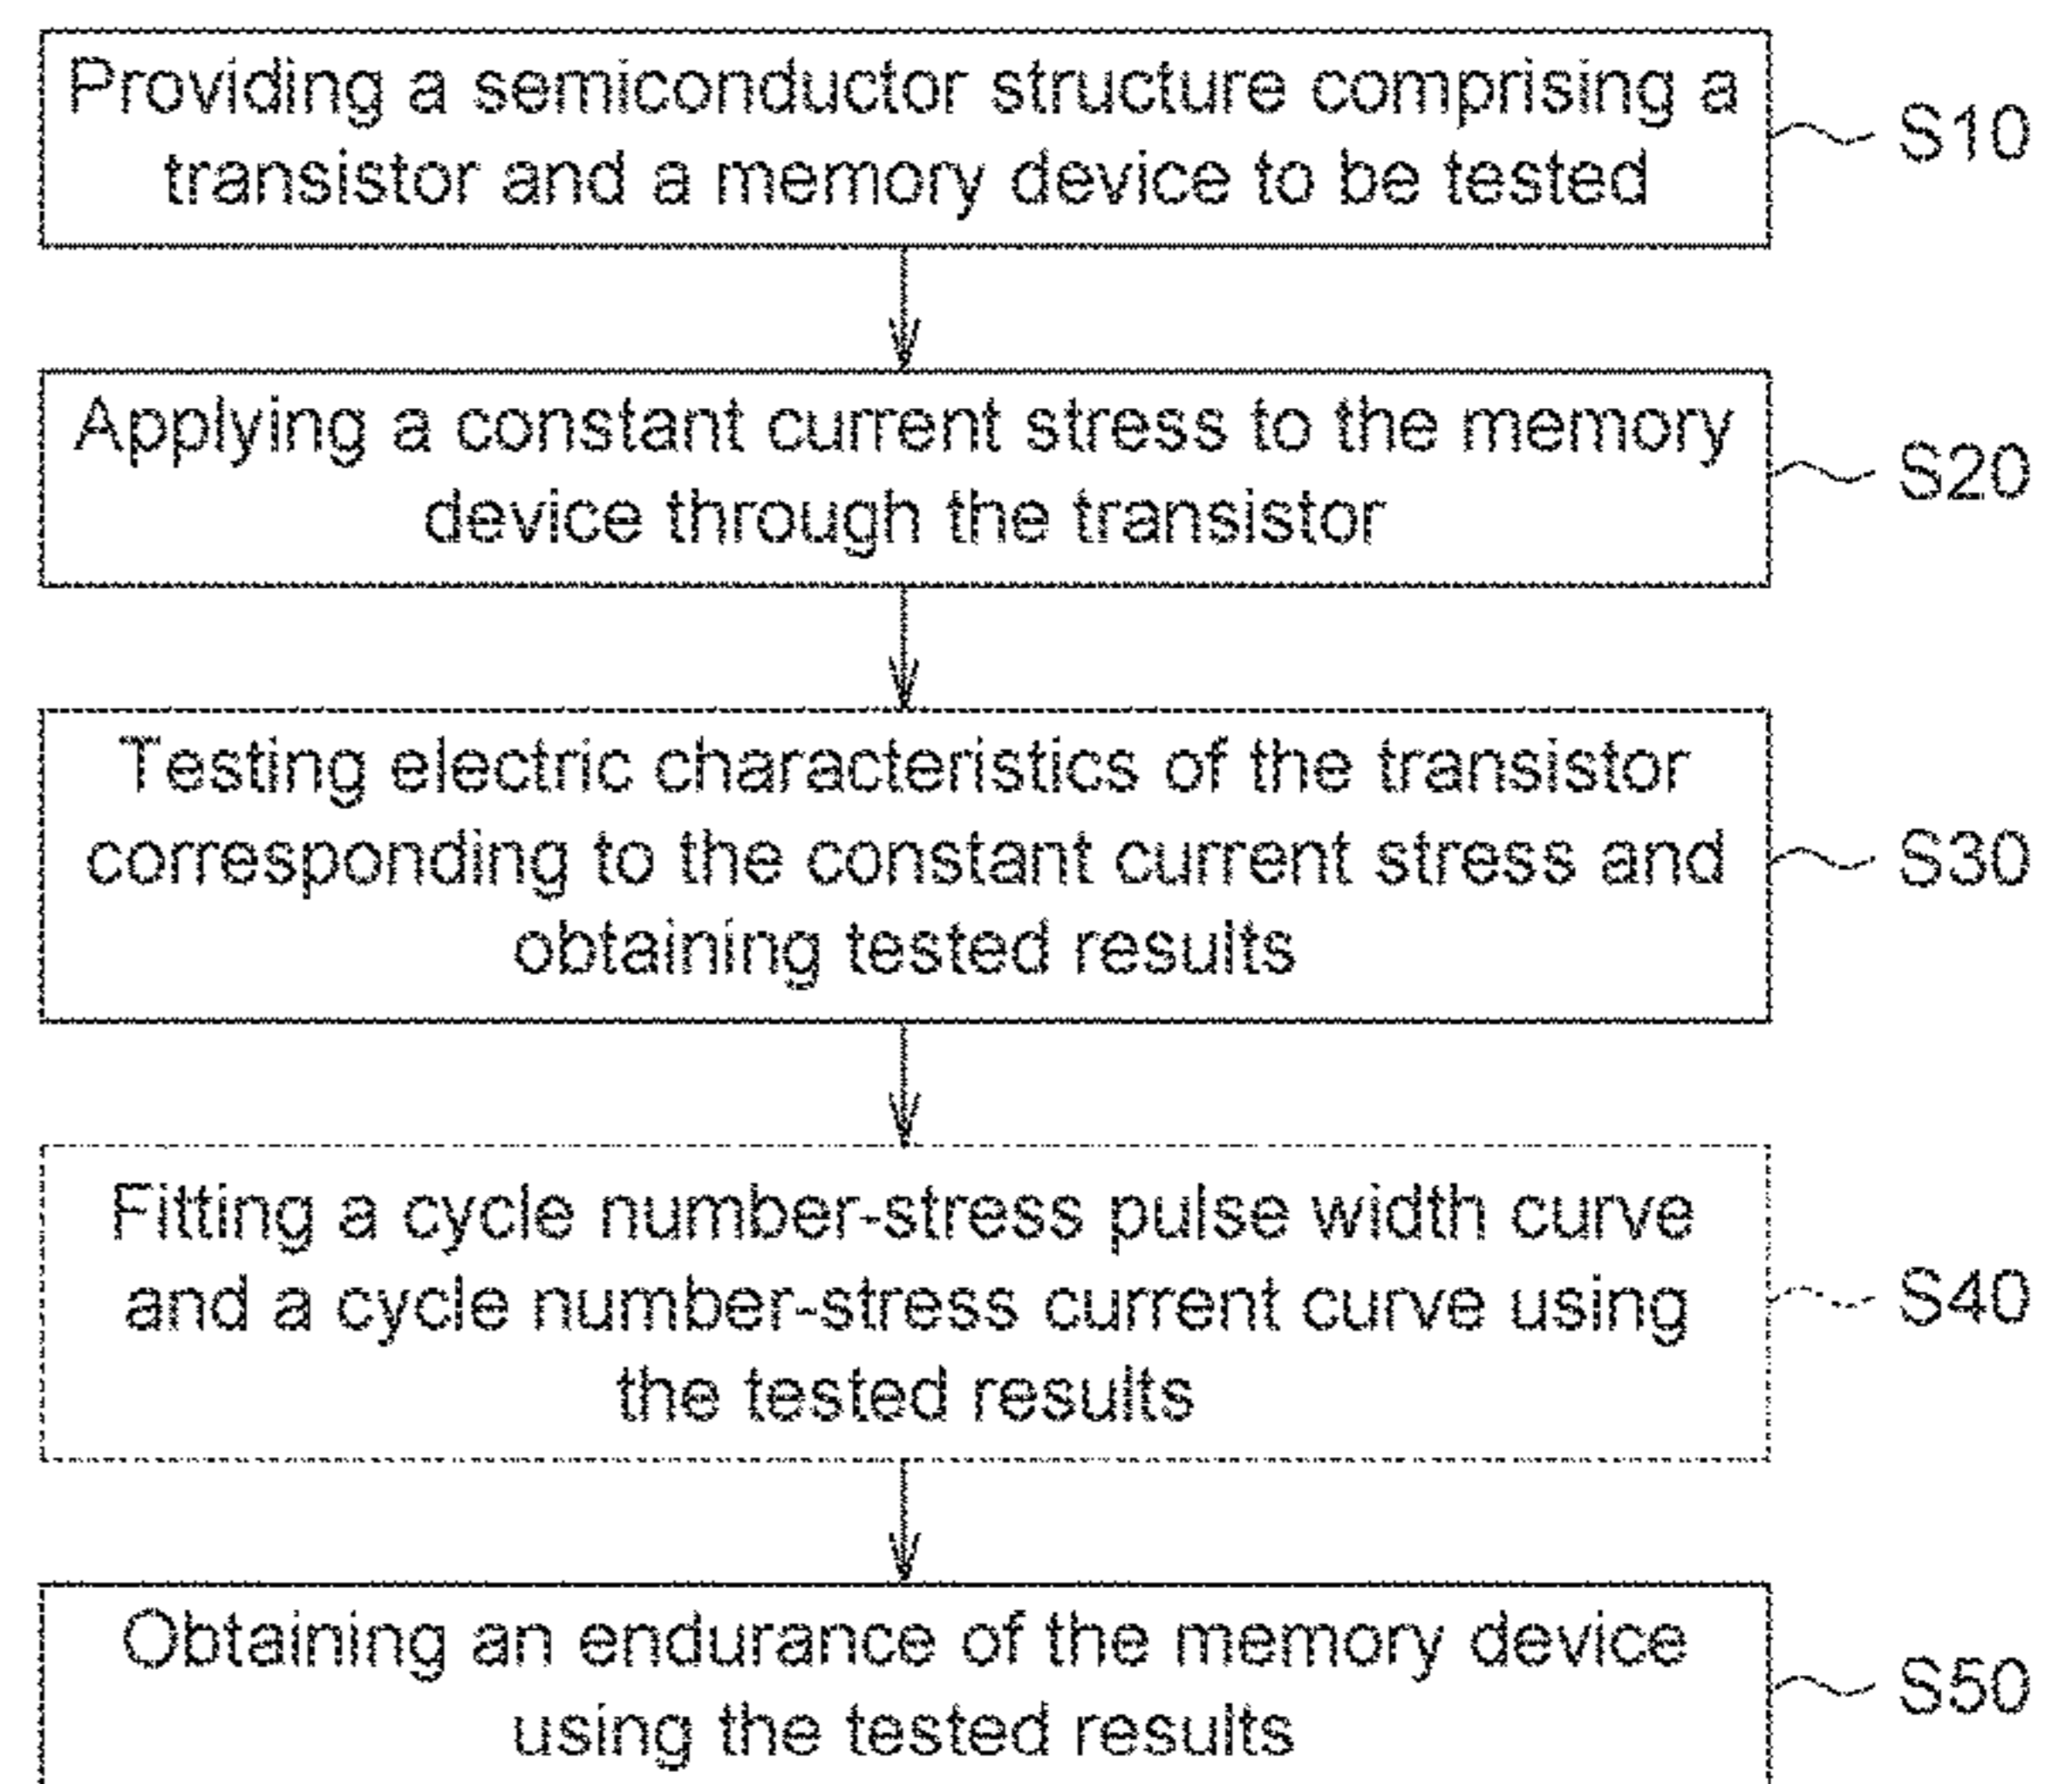 Providing a semiconductor structure comprising a
transistor and a memory device to be tested
S10
Applying a constant current stress to the memory
device through the transistor
S20
Testing electric characteristics of the transistor
corresponding to the constant current stress and
obtaining tested results
S30
Fitting a cycle number-stress pulse width curve
and a cycle number-stress current curve using
the tested results
S40
Obtaining an endurance of the memory device
using the tested results
S50